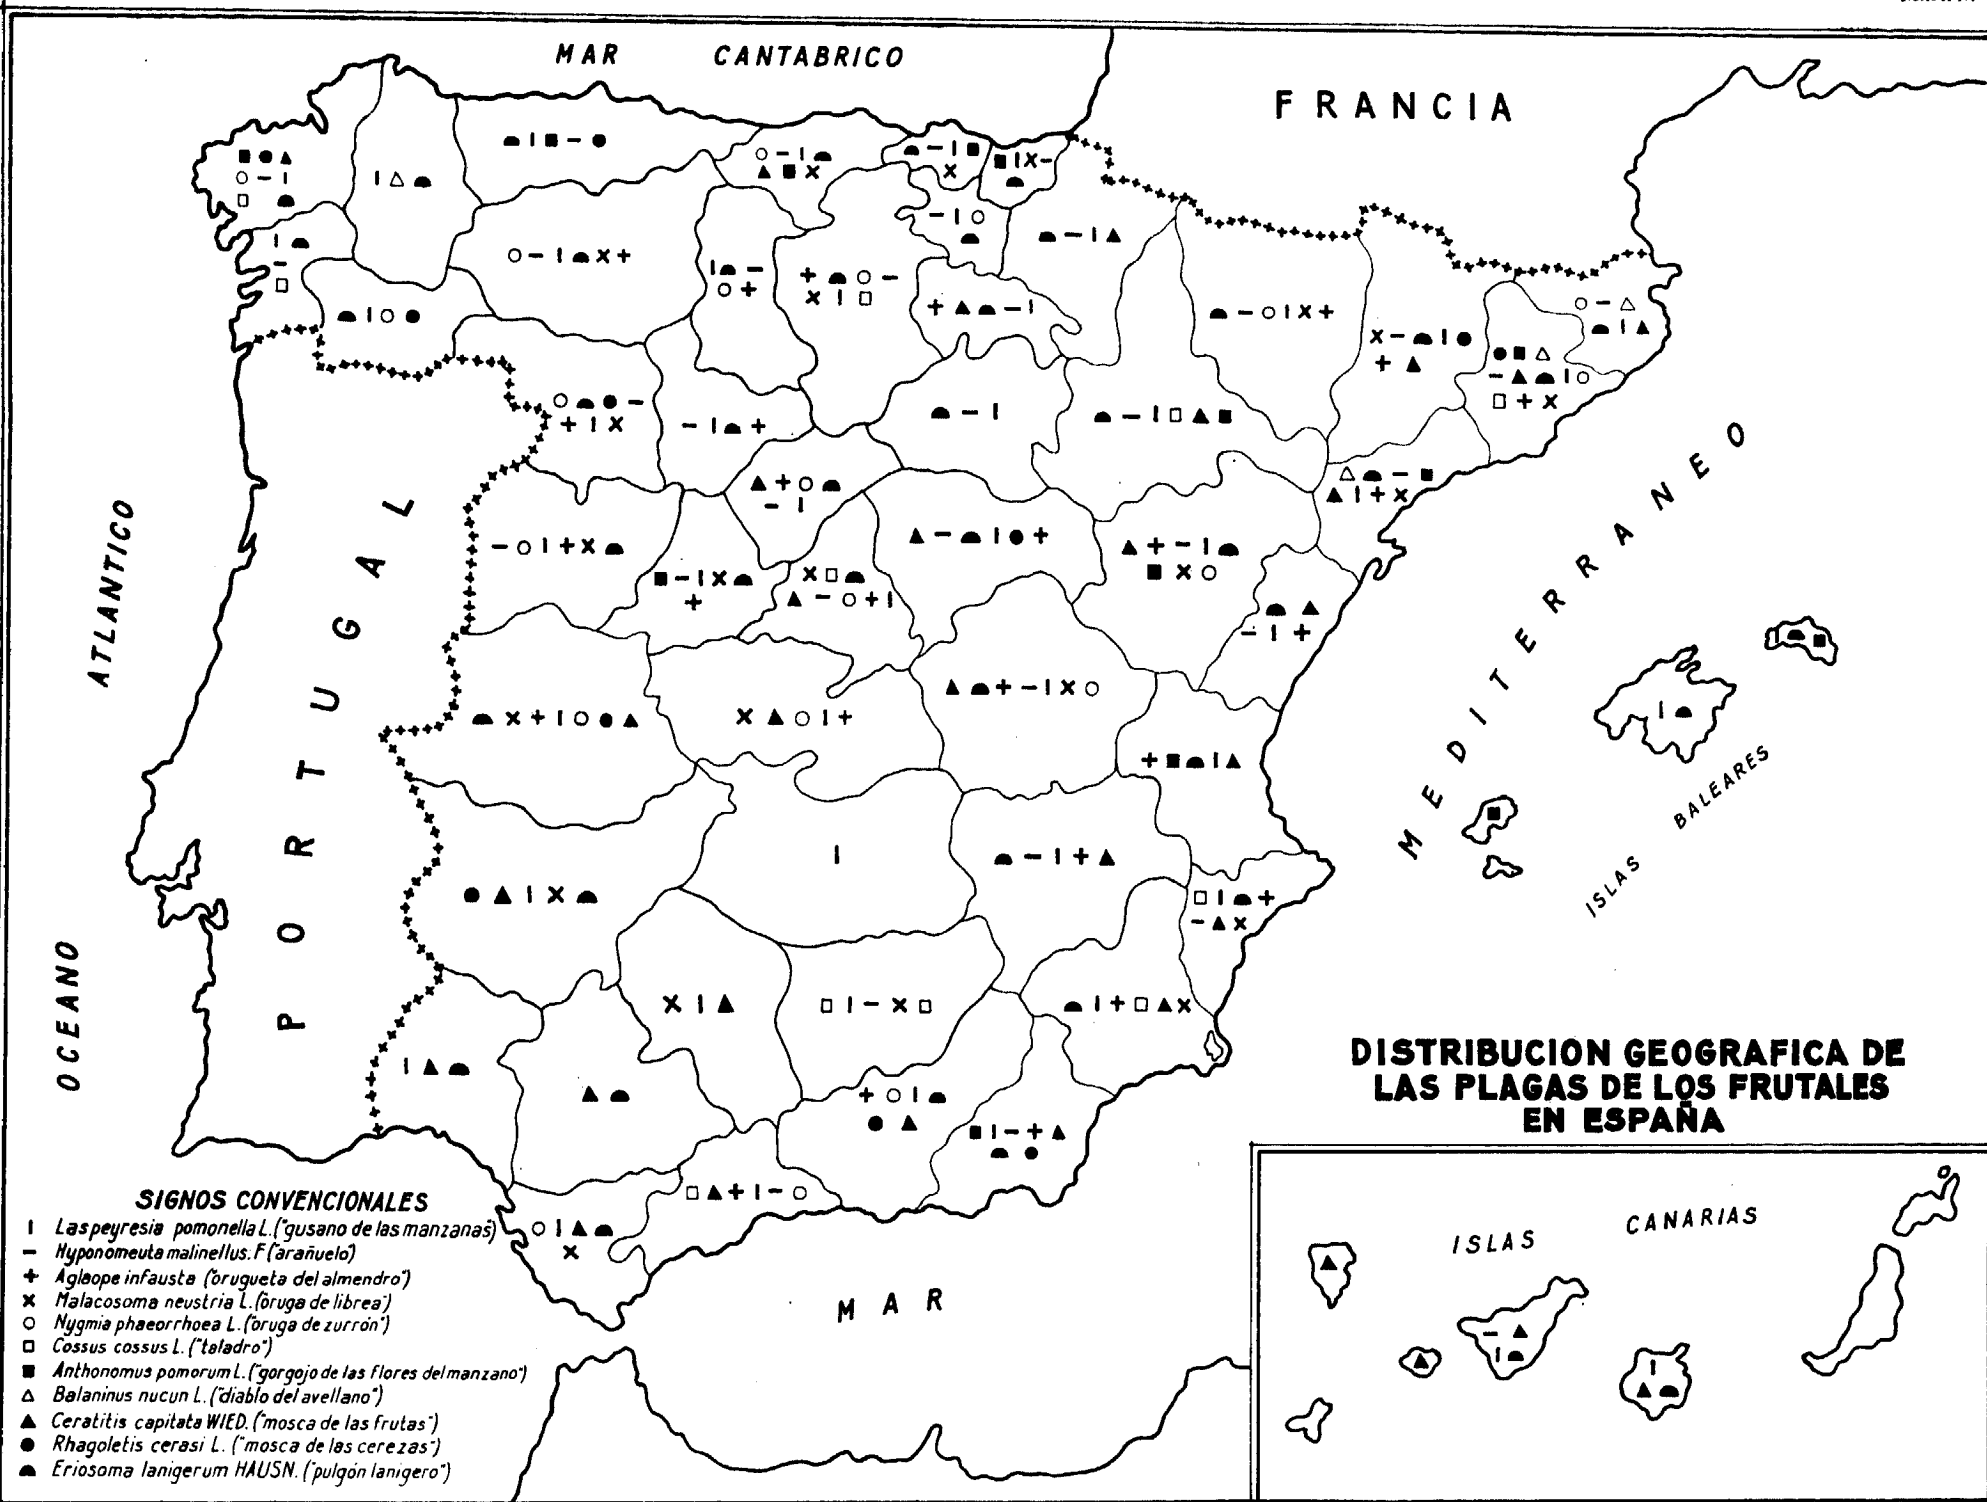 MAR CANTABRICO
FRANCIA
ATLANTICO
OCEANO
PORTUGAL
MEDITERRANEO
ISLAS BALEARES
DISTRIBUCION GEOGRAFICA DE
LAS PLAGAS DE LOS FRUTALES
EN ESPAÑA
SIGNOS CONVENCIONALES
Laspeyresia pomonella L. ("gusano de las manzanas")
Hyponomeuta malinellus. F ("arañuelo")
Aglaope infausta ("orugueta del almendro")
Malacosoma neustria L. ("oruga de librea")
Nygmia phaeorrhoea L. ("oruga de zurrón")
Cossus cossus L. ("taladro")
Anthonomus pomorum L. ("gorgojo de las flores del manzano")
Balaninus nucun L. ("diablo del avellano")
Ceratitis capitata WIED. ("mosca de las frutas")
Rhagoletis cerasi L. ("mosca de las cerezas")
Eriosoma lanigerum HAUSN. ("pulgón lanigero")
MAR
ISLAS CANARIAS